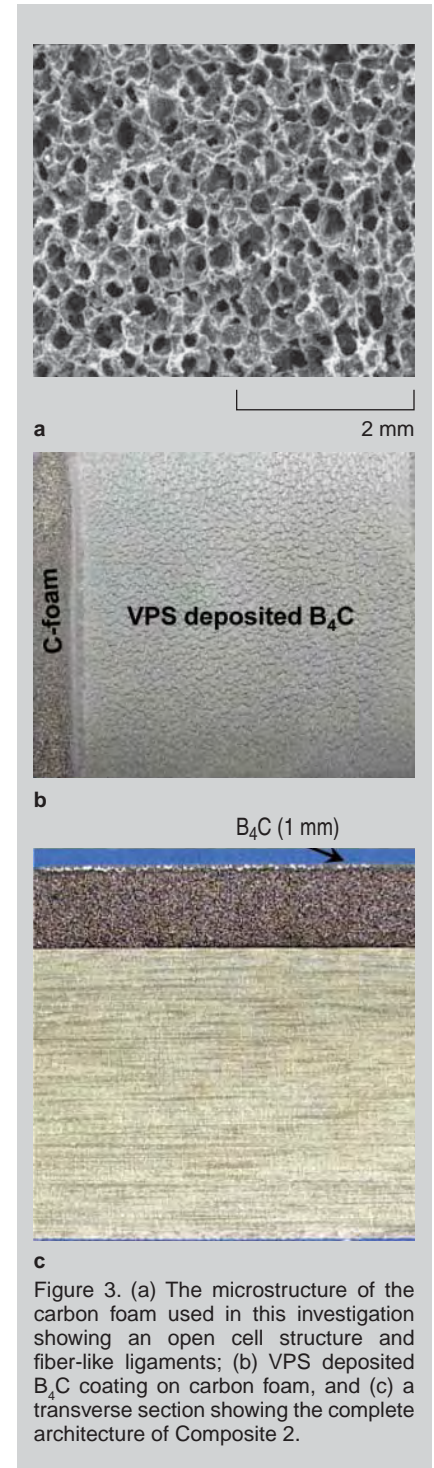 a
2 mm
C-foam
VPS deposited B₄C
b
B₄C (1 mm)
c
Figure 3. (a) The microstructure of the
carbon foam used in this investigation
showing an open cell structure and
fiber-like ligaments; (b) VPS deposited
B₄C coating on carbon foam, and (c) a
transverse section showing the complete
architecture of Composite 2.